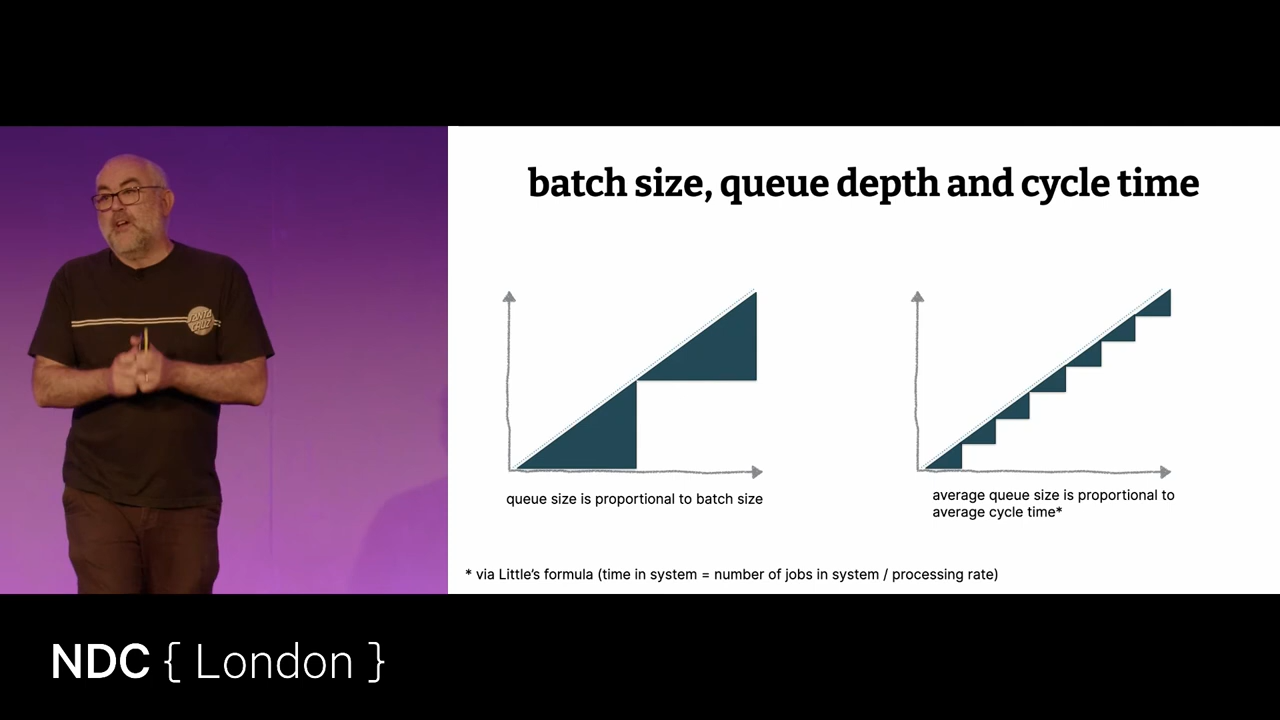 batch size, queue depth and cycle time
SANTA
CRUZ
queue size is proportional to batch size
average queue size is proportional to
average cycle time*
* via Little's formula (time in system = number of jobs in system / processing rate)
NDC { London }